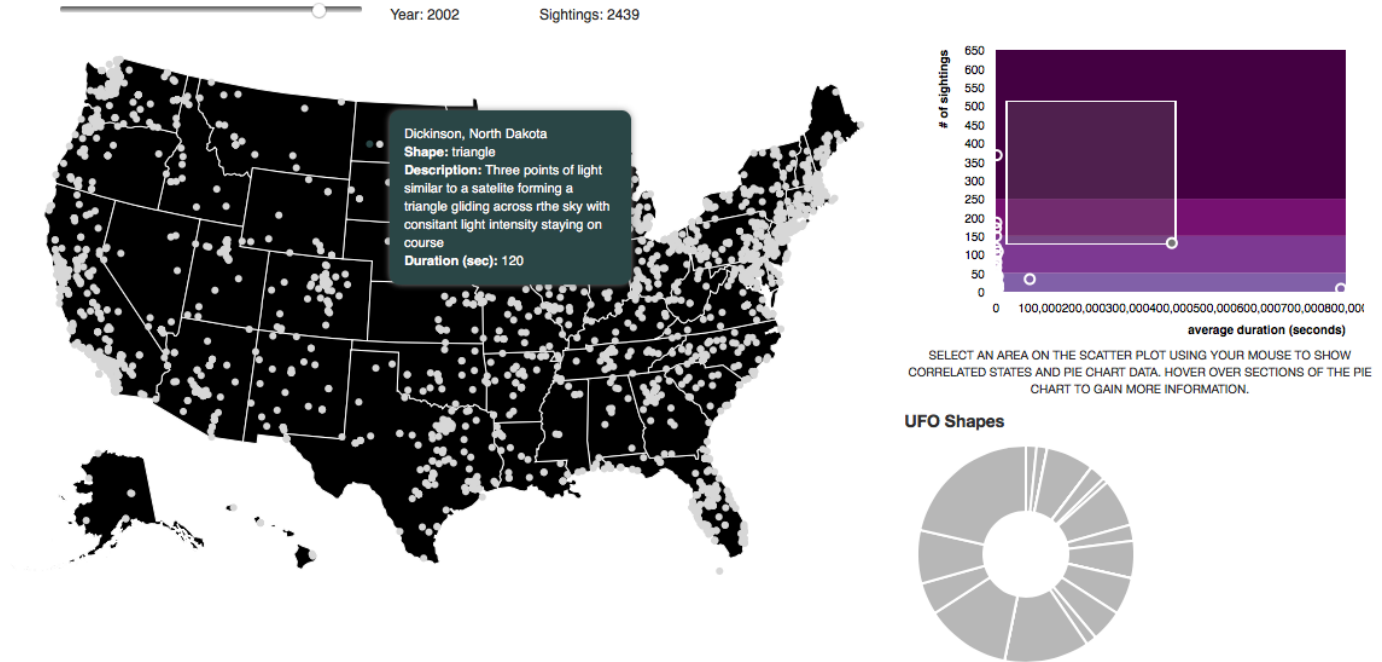 Year: 2002
Sightings: 2439
Dickinson, North Dakota
Shape: triangle
Description: Three points of light
similar to a satelite forming a
triangle gliding across rthe sky with
consitant light intensity staying on
course
Duration (sec): 120
# of sightings
650
600
550
500
450
400
350
300
250
200
150
100
50
0
0 100,000200,000300,000400,000500,000600,000700,000800,000
average duration (seconds)
SELECT AN AREA ON THE SCATTER PLOT USING YOUR MOUSE TO SHOW
CORRELATED STATES AND PIE CHART DATA. HOVER OVER SECTIONS OF THE PIE
CHART TO GAIN MORE INFORMATION.
UFO Shapes